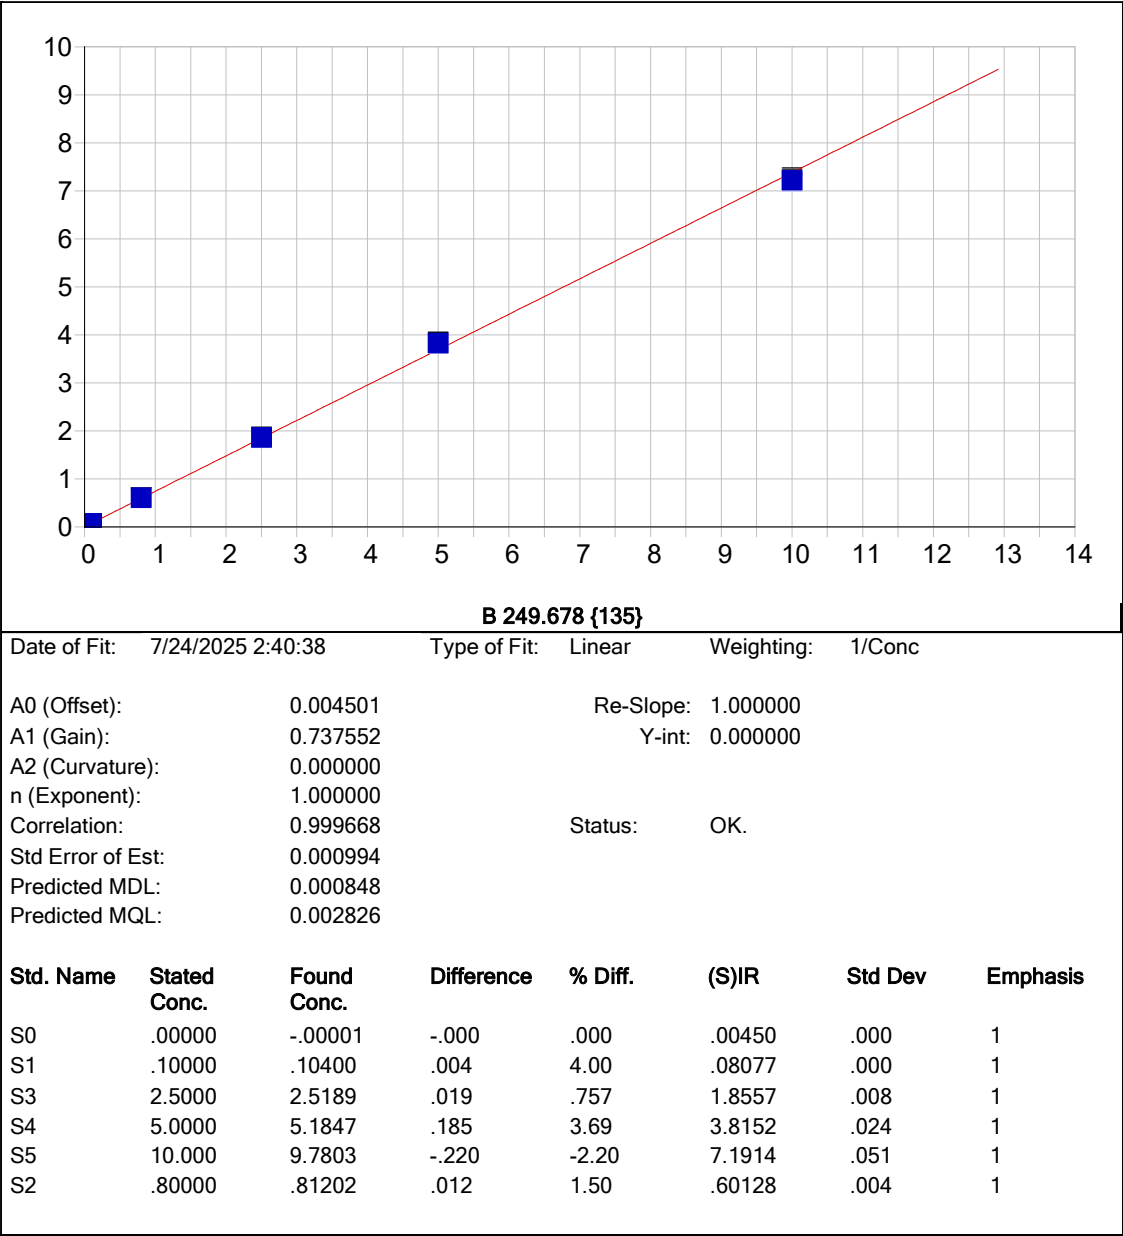 10
9
8
7
6
5
4
3
2
1
0
0 1 2 3 4 5 6 7 8 9 10 11 12 13 14
B 249.678 {135}
Date of Fit: 7/24/2025 2:40:38 Type of Fit: Linear Weighting: 1/Conc
A0 (Offset): 0.004501 Re-Slope: 1.000000
A1 (Gain): 0.737552 Y-int: 0.000000
A2 (Curvature): 0.000000
n (Exponent): 1.000000
Correlation: 0.999668 Status: OK.
Std Error of Est: 0.000994
Predicted MDL: 0.000848
Predicted MQL: 0.002826
Std. Name Stated Found Difference % Diff. (S)IR Std Dev Emphasis
Conc. Conc.
S0 .00000 -.00001 -.000 .000 .00450 .000 1
S1 .10000 .10400 .004 4.00 .08077 .000 1
S3 2.5000 2.5189 .019 .757 1.8557 .008 1
S4 5.0000 5.1847 .185 3.69 3.8152 .024 1
S5 10.000 9.7803 -.220 -2.20 7.1914 .051 1
S2 .80000 .81202 .012 1.50 .60128 .004 1